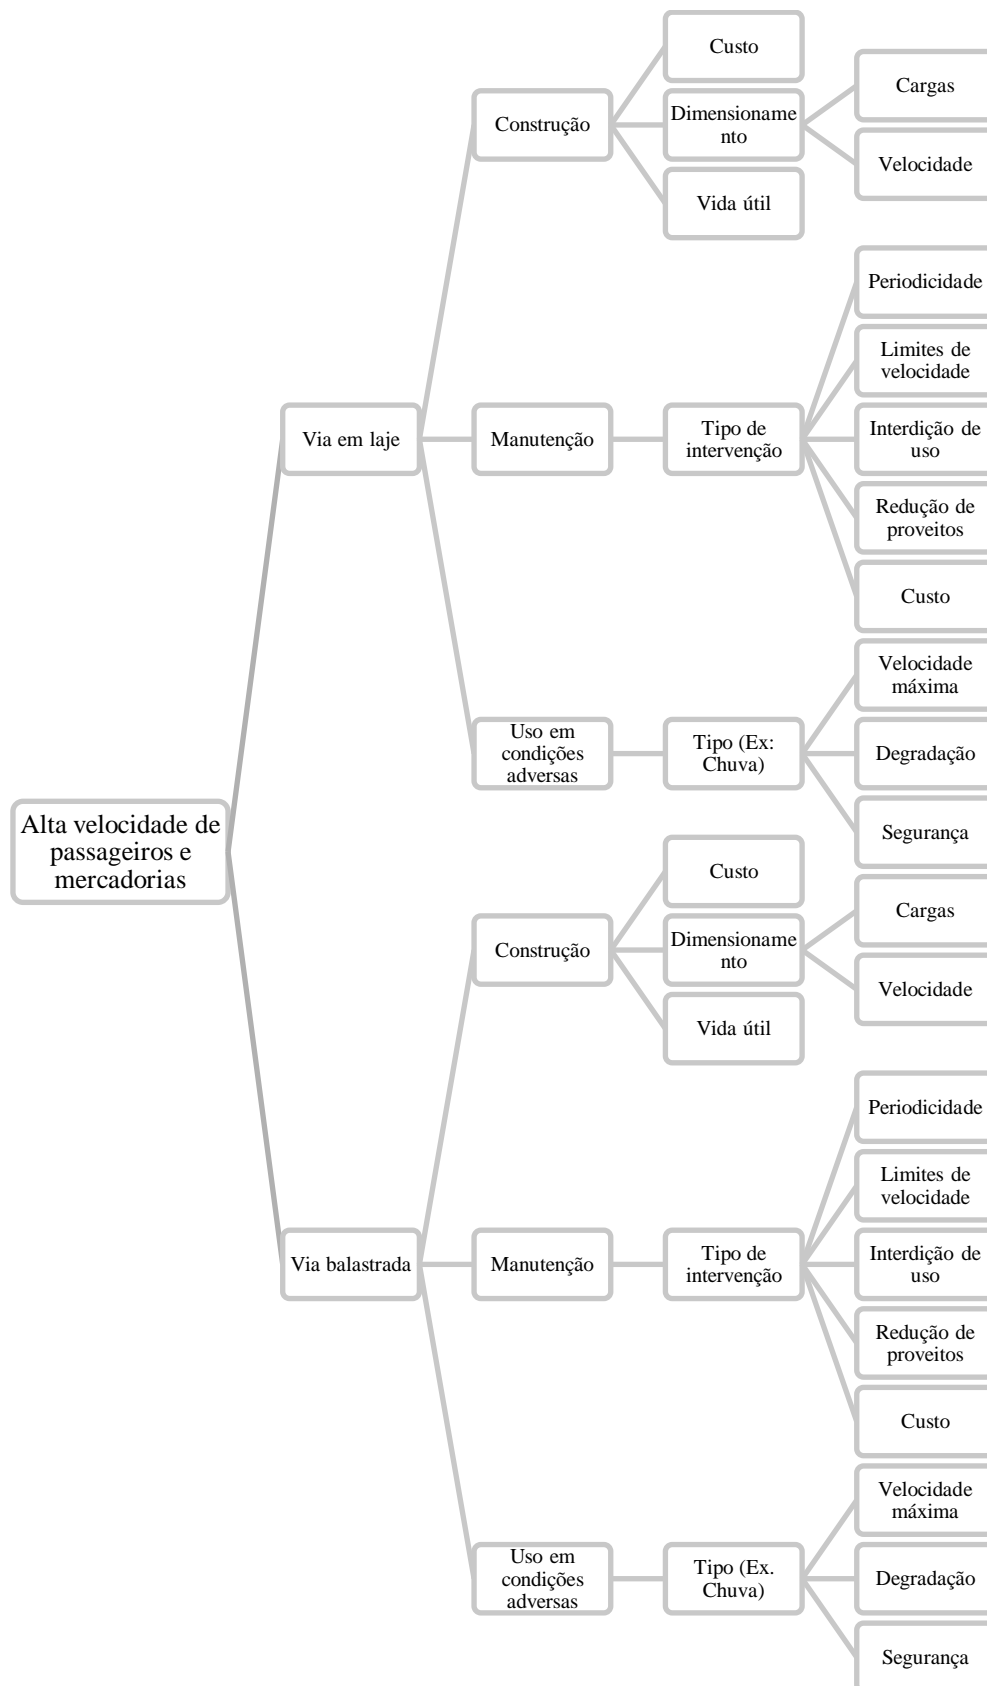 Custo
Cargas
Construção
Dimensioname
nto
Velocidade
Vida útil
Periodicidade
Limites de
velocidade
Via em laje
Manutenção
Tipo de
intervenção
Interdição de
uso
Redução de
proveitos
Custo
Velocidade
máxima
Uso em
condições
adversas
Tipo (Ex:
Chuva)
Degradação
Segurança
Alta velocidade de
passageiros e
mercadorias
Custo
Cargas
Construção
Dimensioname
nto
Velocidade
Vida útil
Periodicidade
Limites de
velocidade
Via balastrada
Manutenção
Tipo de
intervenção
Interdição de
uso
Redução de
proveitos
Custo
Velocidade
máxima
Uso em
condições
adversas
Tipo (Ex.
Chuva)
Degradação
Segurança